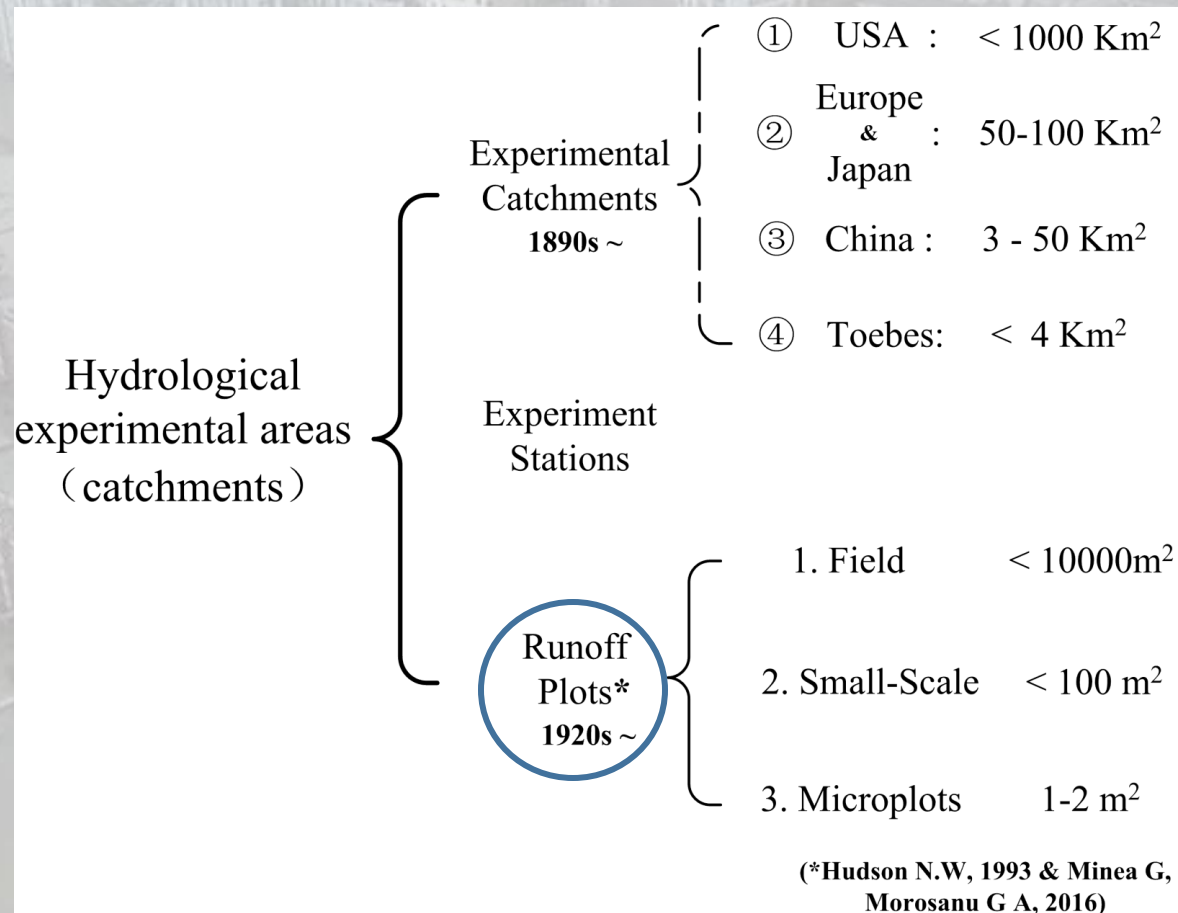 Hydrological
experimental areas
（catchments）
Experimental
Catchments
1890s ~
① USA : < 1000 Km²
② Europe
&
Japan : 50-100 Km²
③ China : 3 - 50 Km²
④ Toebes: < 4 Km²
Experiment
Stations
Runoff
Plots*
1920s ~
1. Field < 10000m²
2. Small-Scale < 100 m²
3. Microplots 1-2 m²
(*Hudson N.W, 1993 & Minea G,
Morosanu G A, 2016)